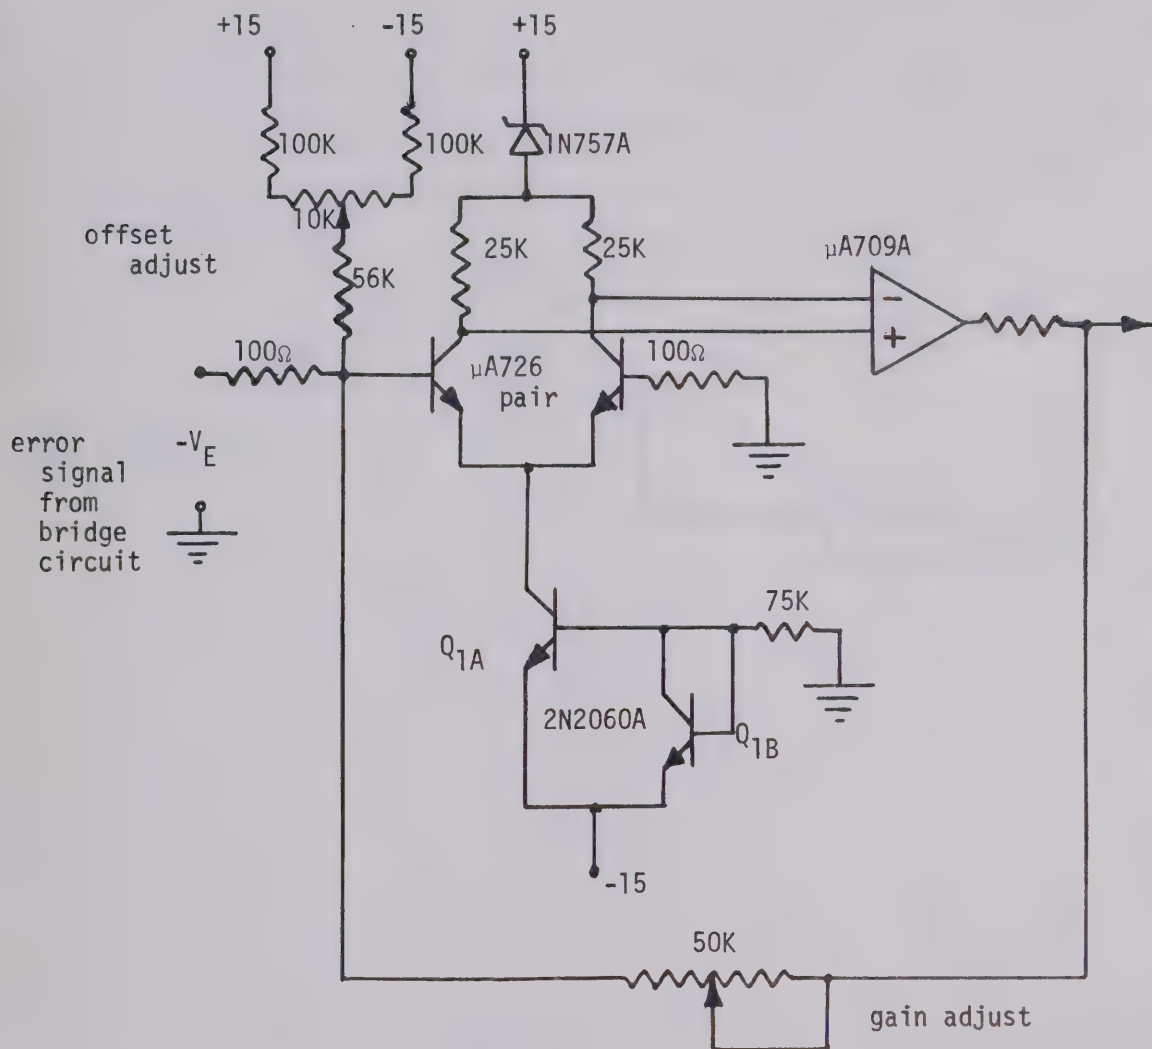 +15
-15
+15
100K
100K
1N757A
10K
offset
adjust
25K
25K
56K
μA709A
-
+
100Ω
μA726
pair
100Ω
error
signal
from
bridge
circuit
-V_E
75K
Q_1A
2N2060A
Q_1B
-15
50K
gain adjust